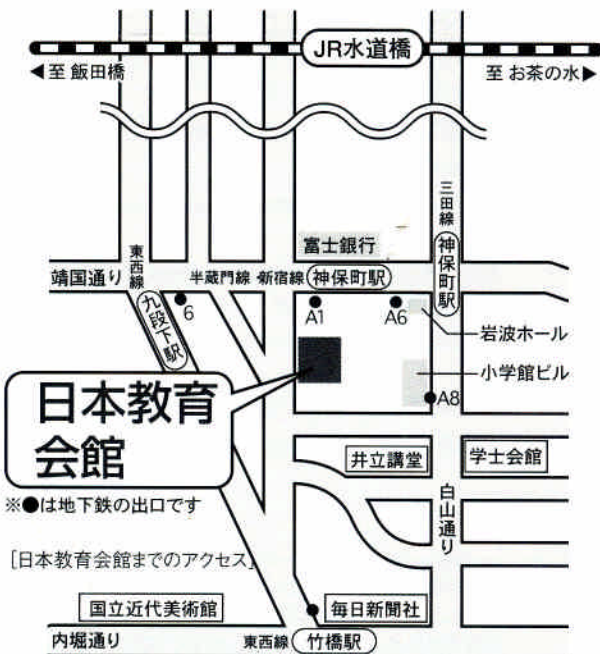 JR水道橋
◀至 飯田橋
至 お茶の水▶
三田線
神保町駅
富士銀行
東西線
靖国通り
半蔵門線・新宿線
神保町駅
九段下駅
6
A1
A6
岩波ホール
小学館ビル
A8
日本教育
会館
井立講堂
学士会館
※●は地下鉄の出口です
白山通り
[日本教育会館までのアクセス]
国立近代美術館
毎日新聞社
内堀通り
東西線
竹橋駅